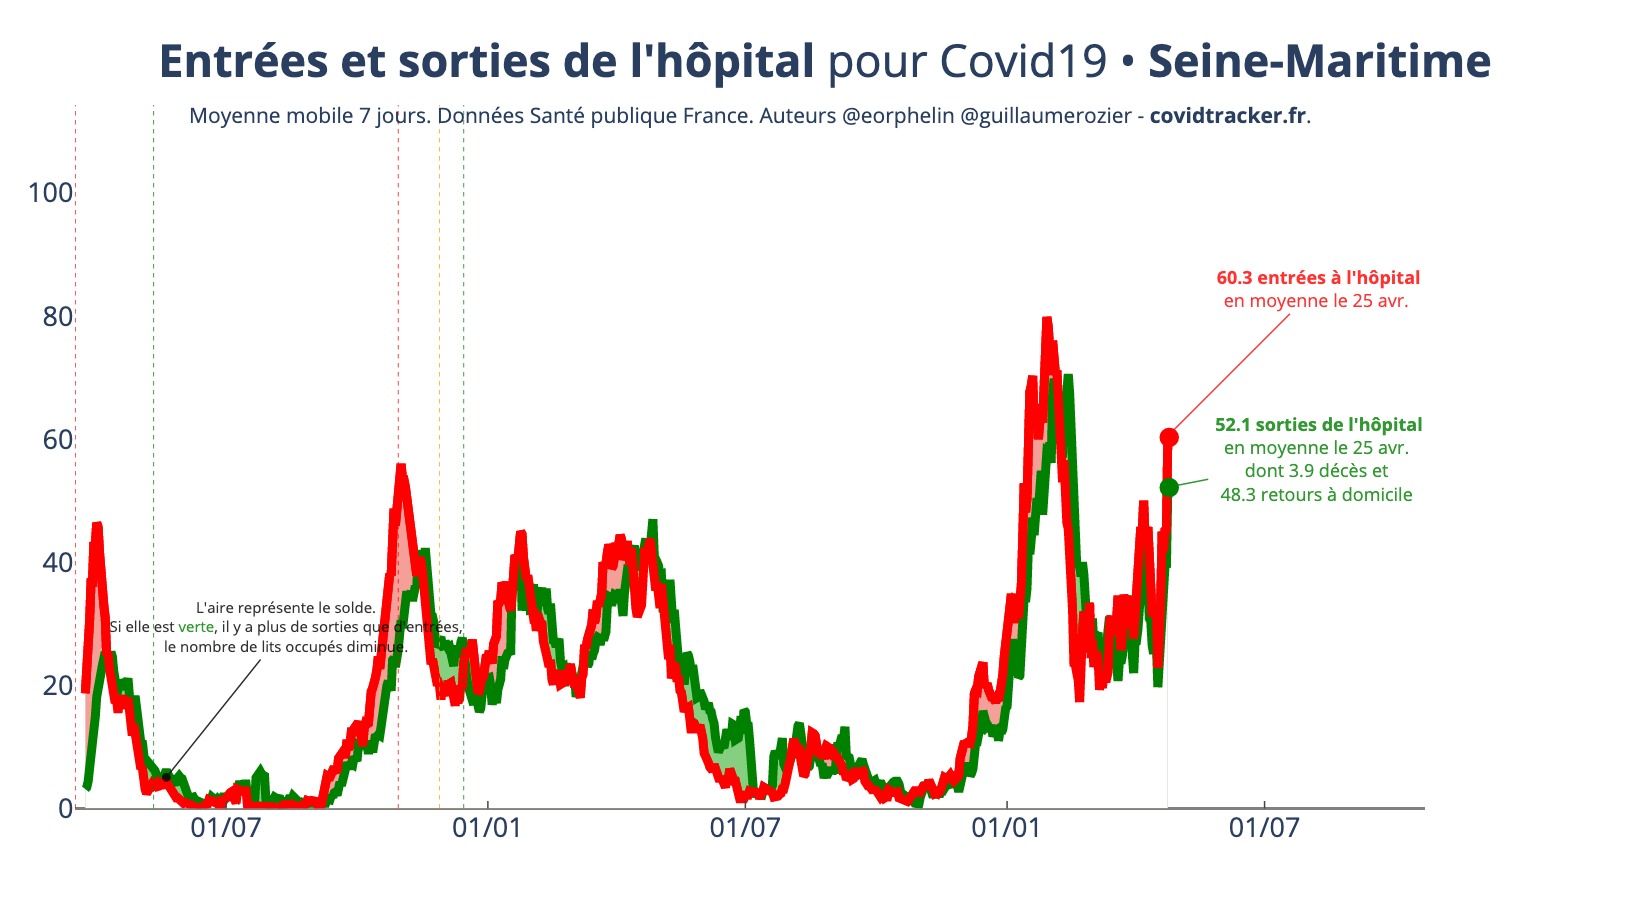 Entrées et sorties de l'hôpital pour Covid19 • Seine-Maritime
Moyenne mobile 7 jours. Données Santé publique France. Auteurs @eorphelin @guillaumerozier - covidtracker.fr.
100
80
60
40
20
0
60.3 entrées à l'hôpital
en moyenne le 25 avr.
52.1 sorties de l'hôpital
en moyenne le 25 avr.
dont 3.9 décès et
48.3 retours à domicile
L'aire représente le solde.
Si elle est verte, il y a plus de sorties que d'entrées,
le nombre de lits occupés diminue.
01/07
01/01
01/07
01/01
01/07